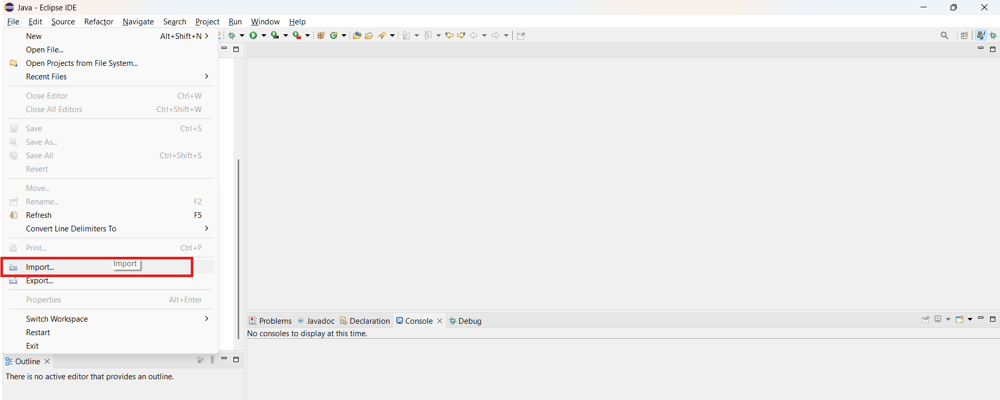 Java - Eclipse IDE
File Edit Source Refactor Navigate Search Project Run Window Help
New Alt+Shift+N
Open File...
Open Projects from File System...
Recent Files
Close Editor Ctrl+W
Close All Editors Ctrl+Shift+W
Save Ctrl+S
Save As...
Save All Ctrl+Shift+S
Revert
Move...
Rename... F2
Refresh F5
Convert Line Delimiters To
Print... Ctrl+P
Import... Import
Export...
Properties Alt+Enter
Switch Workspace
Restart
Exit
Problems Javadoc Declaration Console Debug
No consoles to display at this time.
Outline
There is no active editor that provides an outline.